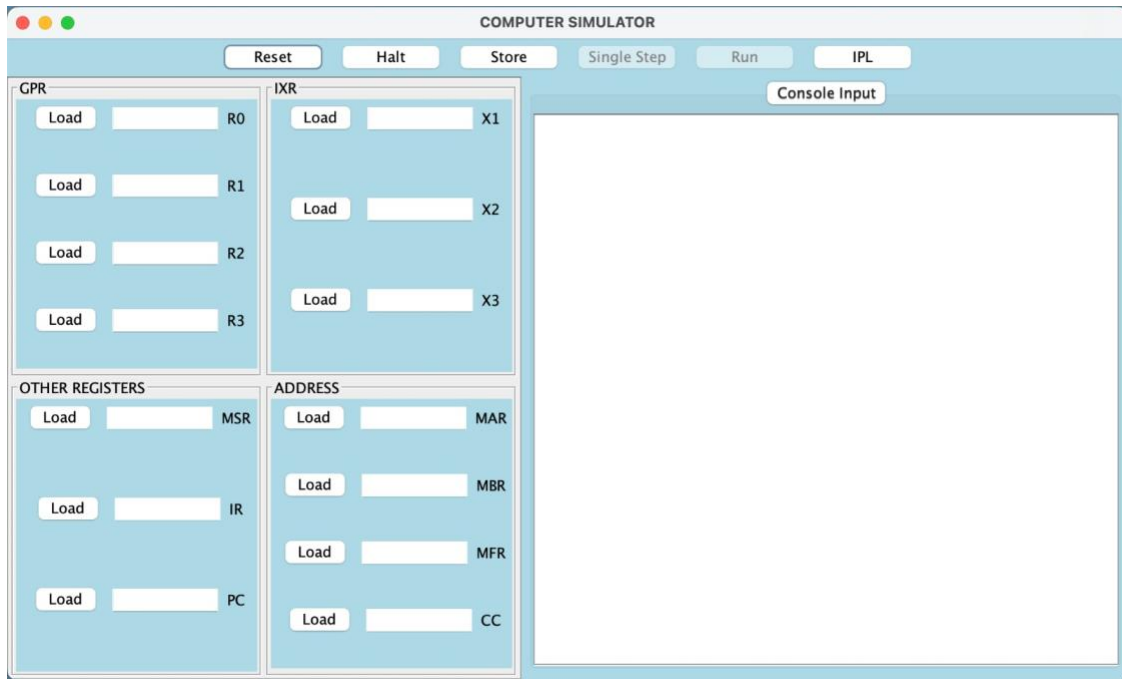 COMPUTER SIMULATOR
Reset Halt Store Single Step Run IPL
GPR
Load R0
Load R1
Load R2
Load R3
IXR
Load X1
Load X2
Load X3
OTHER REGISTERS
Load MSR
Load IR
Load PC
ADDRESS
Load MAR
Load MBR
Load MFR
Load CC
Console Input